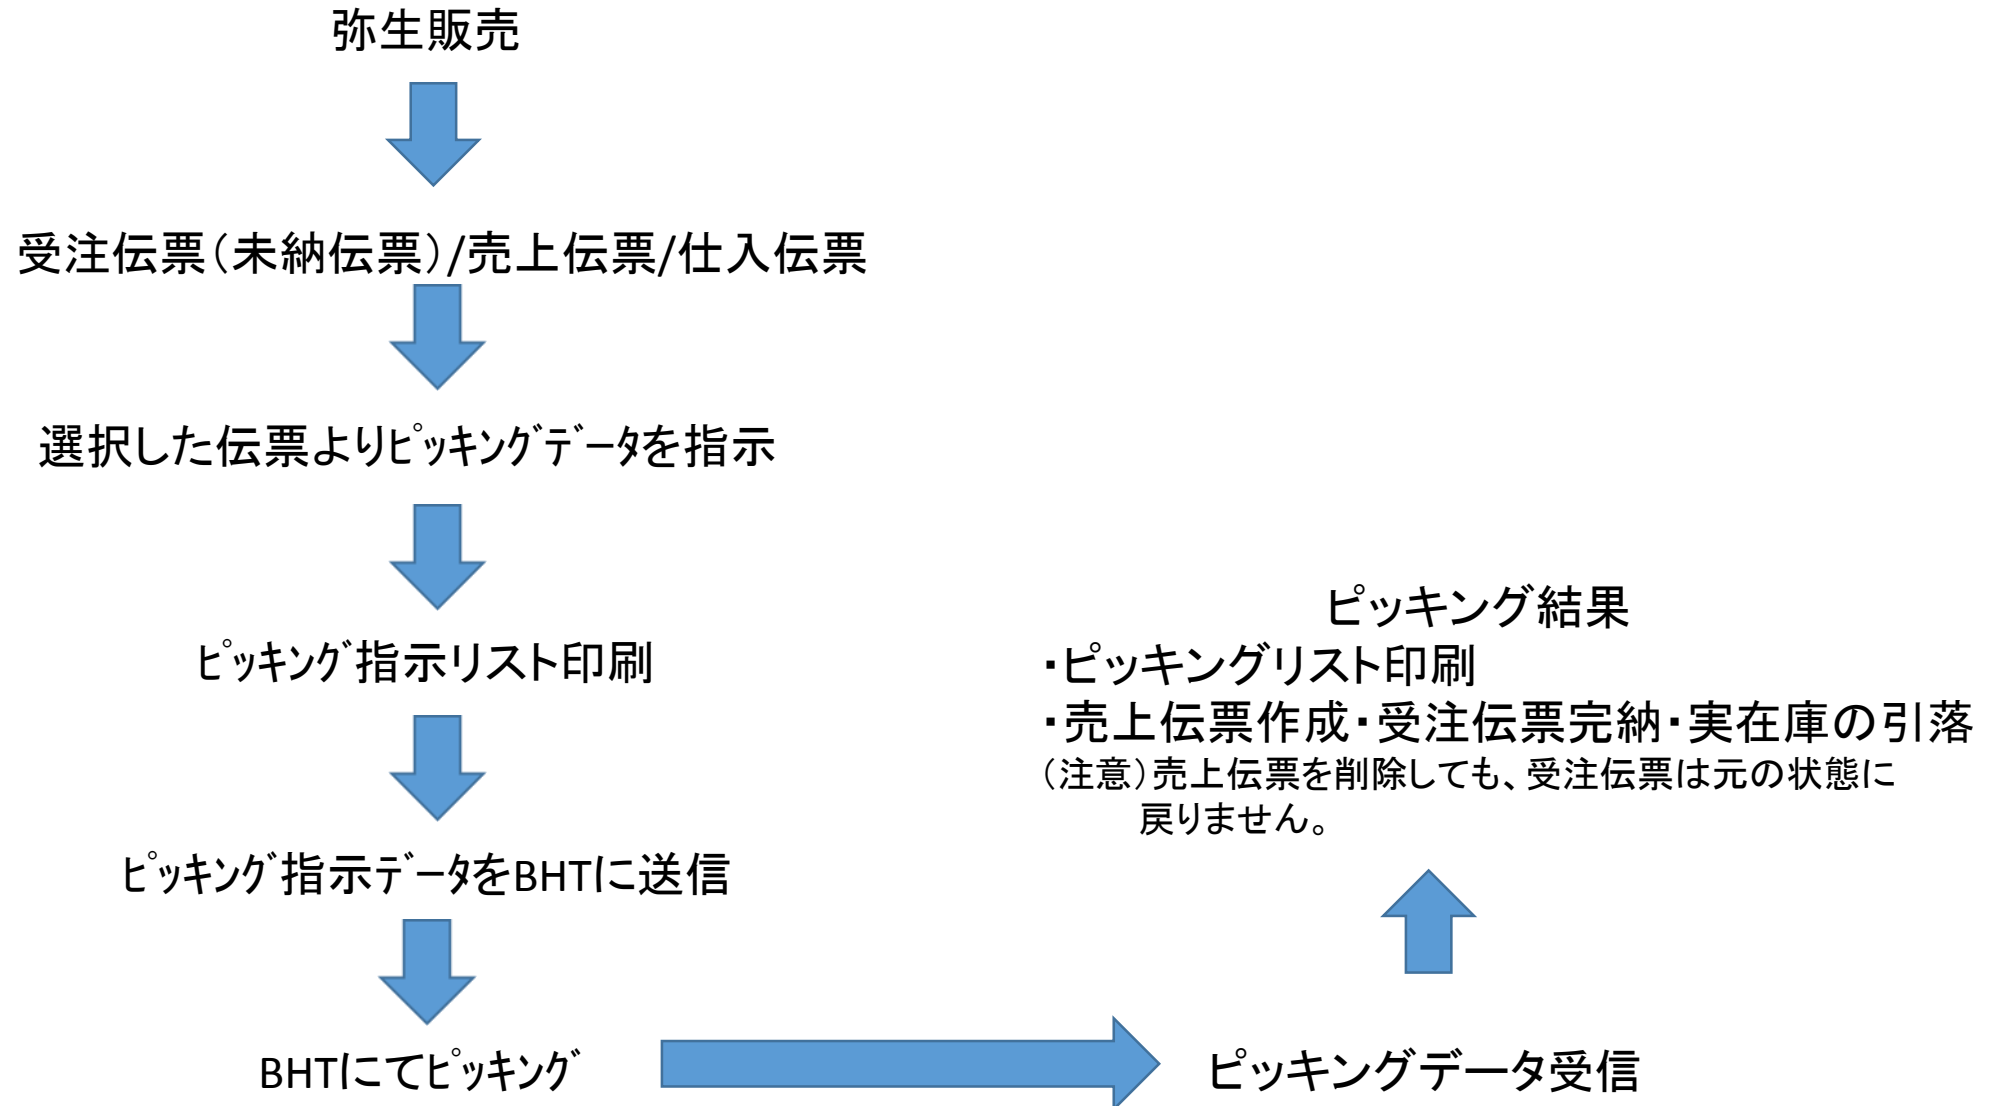 弥生販売
受注伝票（未納伝票）/売上伝票/仕入伝票
選択した伝票よりﾋﾟｯｷﾝｸﾞﾃﾞｰﾀを指示
ﾋﾟｯｷﾝｸﾞ指示リスト印刷
ﾋﾟｯｷﾝｸﾞ指示ﾃﾞｰﾀをBHTに送信
BHTにてﾋﾟｯｷﾝｸﾞ
ピッキングデータ受信
ピッキング結果
・ピッキングリスト印刷
・売上伝票作成・受注伝票完納・実在庫の引落
（注意）売上伝票を削除しても、受注伝票は元の状態に
戻りません。